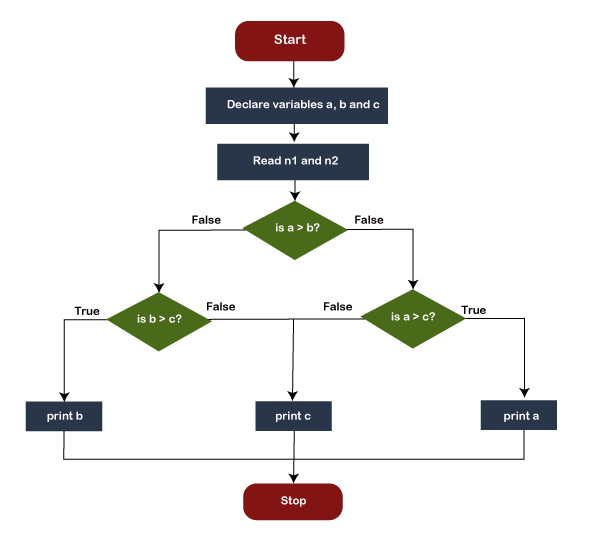 Start
Declare variables a, b and c
Read n1 and n2
is a > b?
False
False
is b > c?
True
False
is a > c?
False
True
print b
print c
print a
Stop